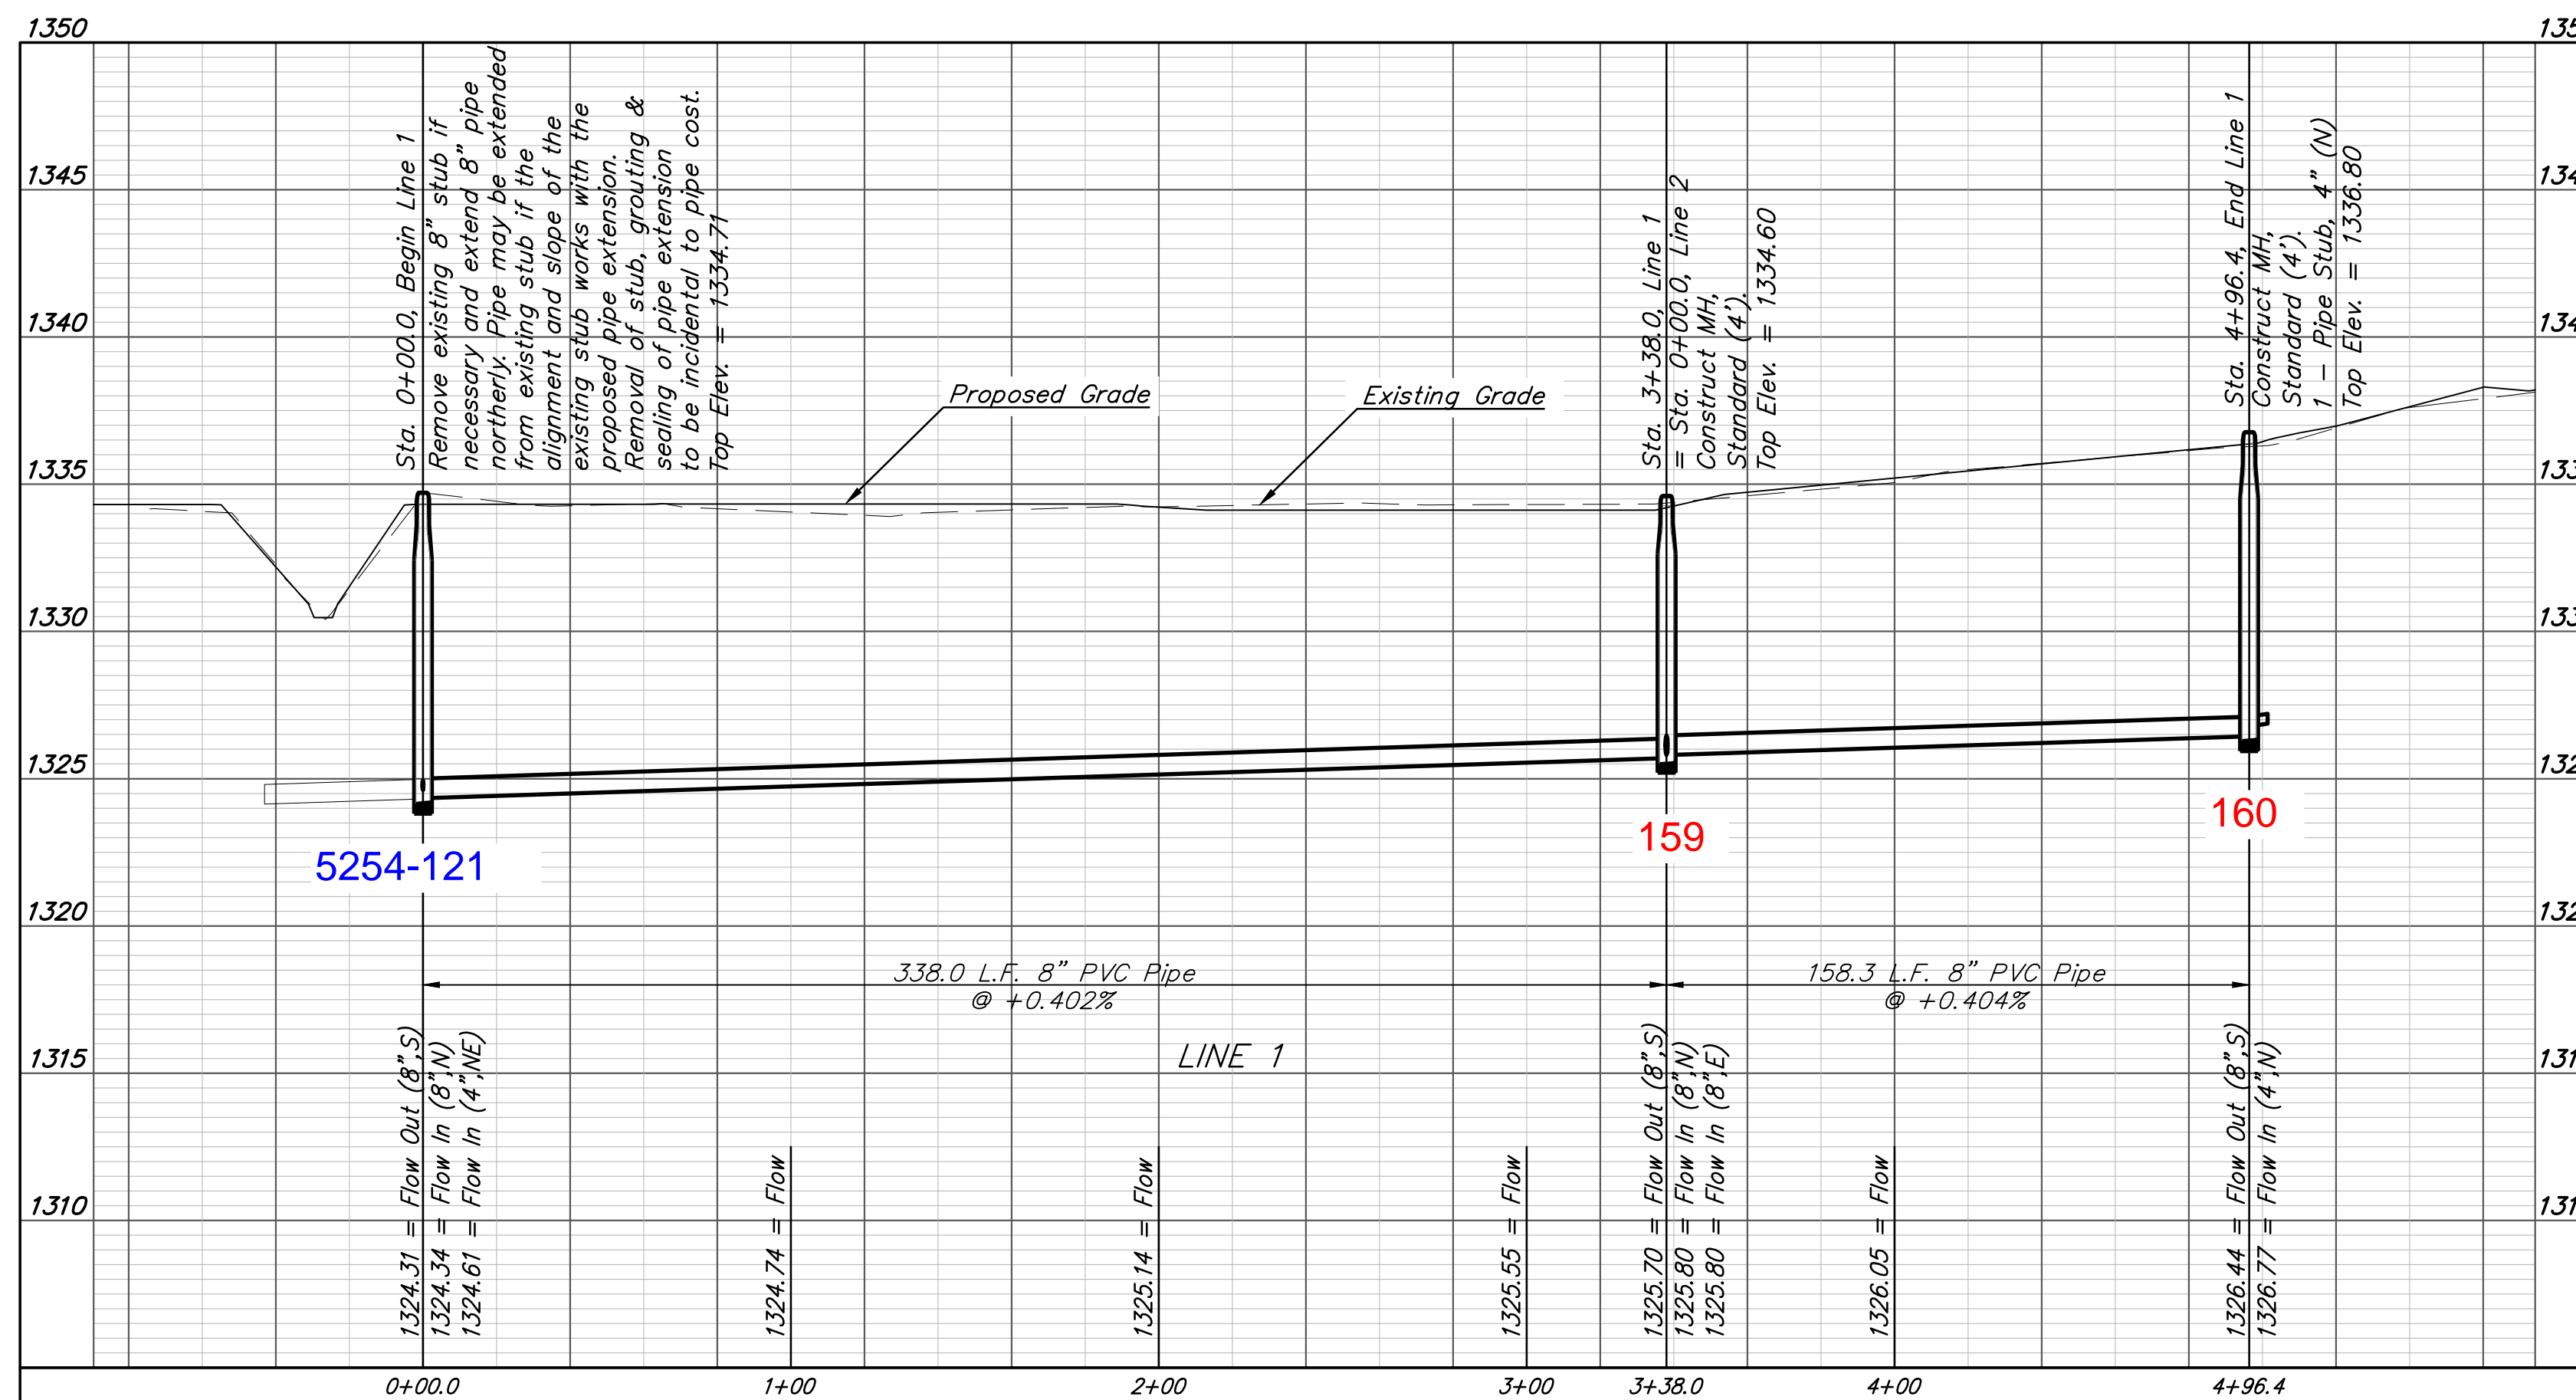 1350
1345
1340
1335
1330
1325
1320
1315
1310
Sta. 0+00.0, Begin Line 1
Remove existing 8" stub if
necessary and extend 8" pipe
northerly. Pipe may be extended
from existing stub if the
alignment and slope of the
existing stub works with the
proposed pipe extension.
Removal of stub, grouting &
sealing of pipe extension
to be incidental to pipe cost.
Top Elev. = 1334.71
Proposed Grade
Existing Grade
Sta. 3+38.0, Line 1
= Sta. 0+00.0, Line 2
Construct MH,
Standard (4').
Top Elev. = 1334.60
Sta. 4+96.4, End Line 1
Construct MH,
Standard (4').
1 - Pipe Stub, 4" (N)
Top Elev. = 1336.80
5254-121
159
160
338.0 L.F. 8" PVC Pipe
@ +0.402%
158.3 L.F. 8" PVC Pipe
@ +0.404%
LINE 1
1324.31 = Flow Out (8",S)
1324.34 = Flow In (8",N)
1324.61 = Flow In (4",NE)
1324.74 = Flow
1325.14 = Flow
1325.55 = Flow
1325.70 = Flow Out (8",S)
1325.80 = Flow In (8",N)
1325.80 = Flow In (8",E)
1326.05 = Flow
1326.44 = Flow Out (8",S)
1326.77 = Flow In (4",N)
0+00.0
1+00
2+00
3+00
3+38.0
4+00
4+96.4
135
134
134
133
133
132
132
131
131